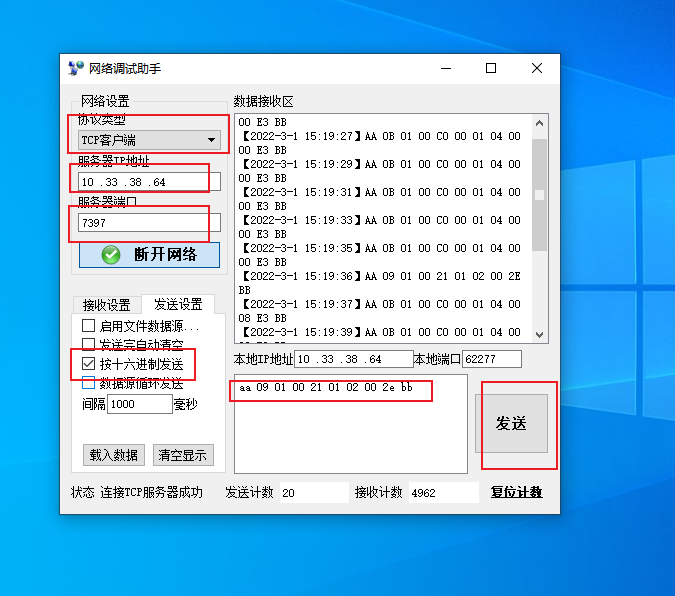 网络调试助手
网络设置
协议类型
TCP客户端
服务器IP地址
10 .33 .38 .64
服务器端口
7397
断开网络
接收设置 发送设置
启用文件数据源...
发送完自动清空
按十六进制发送
数据源循环发送
间隔 1000 毫秒
载入数据 清空显示
数据接收区
00 E3 BB
【2022-3-1 15:19:27】AA 0B 01 00 C0 00 01 04 00
00 E3 BB
【2022-3-1 15:19:29】AA 0B 01 00 C0 00 01 04 00
00 E3 BB
【2022-3-1 15:19:31】AA 0B 01 00 C0 00 01 04 00
00 E3 BB
【2022-3-1 15:19:33】AA 0B 01 00 C0 00 01 04 00
00 E3 BB
【2022-3-1 15:19:35】AA 0B 01 00 C0 00 01 04 00
00 E3 BB
【2022-3-1 15:19:36】AA 09 01 00 21 01 02 00 2E
BB
【2022-3-1 15:19:37】AA 0B 01 00 C0 00 01 04 00
08 E3 BB
【2022-3-1 15:19:39】AA 0B 01 00 C0 00 01 04 00
本地IP地址 10 .33 .38 .64 本地端口 62277
aa 09 01 00 21 01 02 00 2e bb
发送
状态 连接TCP服务器成功 发送计数 20 接收计数 4962 复位计数